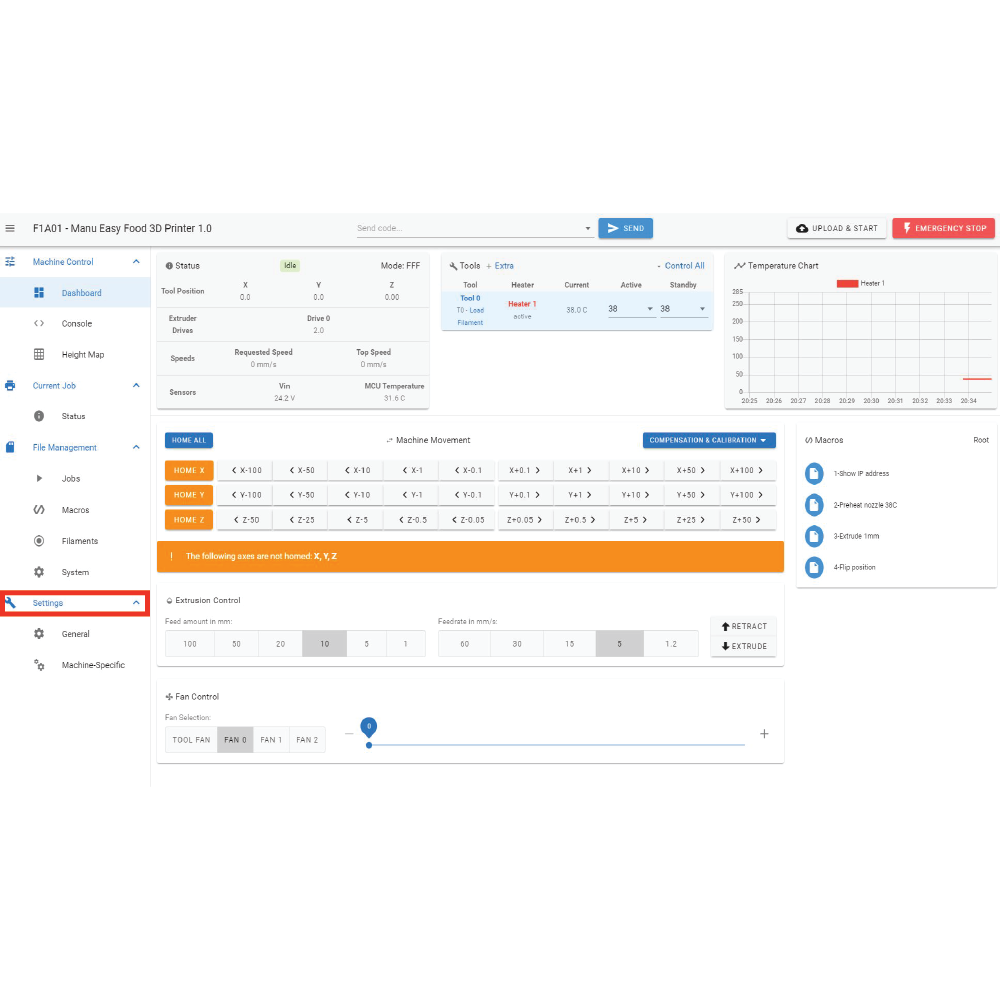 F1A01 - Manu Easy Food 3D Printer 1.0
Send code...
SEND
UPLOAD & START
EMERGENCY STOP
Machine Control
Dashboard
Console
Height Map
Current Job
Status
File Management
Jobs
Macros
Filaments
System
Settings
General
Machine-Specific
Status
Idle
Mode: FFF
Tool Position
X Y Z
0.0 0.0 0.00
Extruder Drives
Drive 0
2.0
Speeds
Requested Speed Top Speed
0 mm/s 0 mm/s
Sensors
Vin MCU Temperature
24.2 V 31.6 C
Tools + Extra
Control All
Tool Heater Current Active Standby
Tool 0
T0 - Load Filament
Heater 1
active
38.0 C
38
38
Temperature Chart
Heater 1
285
250
200
150
100
50
0
20:25 20:26 20:27 20:28 20:29 20:30 20:31 20:32 20:33 20:34
HOME ALL
Machine Movement
COMPENSATION & CALIBRATION
HOME X X-100 X-50 X-10 X-1 X-0.1 X+0.1 X+1 X+10 X+50 X+100
HOME Y Y-100 Y-50 Y-10 Y-1 Y-0.1 Y+0.1 Y+1 Y+10 Y+50 Y+100
HOME Z Z-50 Z-25 Z-5 Z-0.5 Z-0.05 Z+0.05 Z+0.5 Z+5 Z+25 Z+50
! The following axes are not homed: X, Y, Z
Extrusion Control
Feed amount in mm:
100 50 20 10 5 1
Feedrate in mm/s:
60 30 15 5 1.2
RETRACT
EXTRUDE
Fan Control
Fan Selection:
TOOL FAN FAN 0 FAN 1 FAN 2
0
Macros
Root
1-Show IP address
2-Preheat nozzle 38C
3-Extrude 1mm
4-Flip position